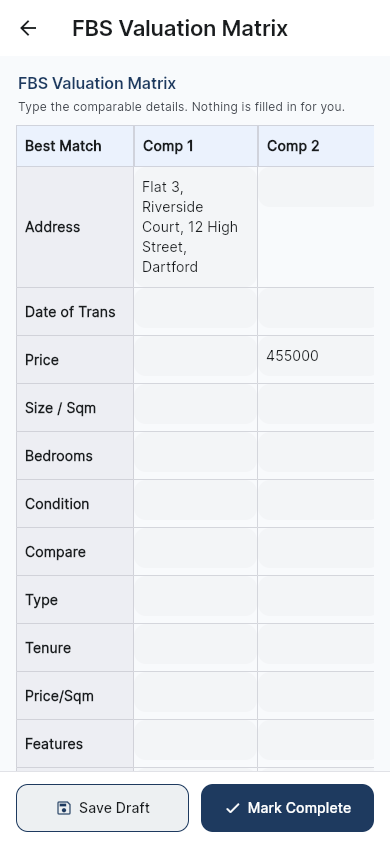 FBS Valuation Matrix
FBS Valuation Matrix
Type the comparable details. Nothing is filled in for you.
Best Match Comp 1 Comp 2
Address
Flat 3,
Riverside
Court, 12 High
Street,
Dartford
Date of Trans
Price 455000
Size / Sqm
Bedrooms
Condition
Compare
Type
Tenure
Price/Sqm
Features
Save Draft Mark Complete